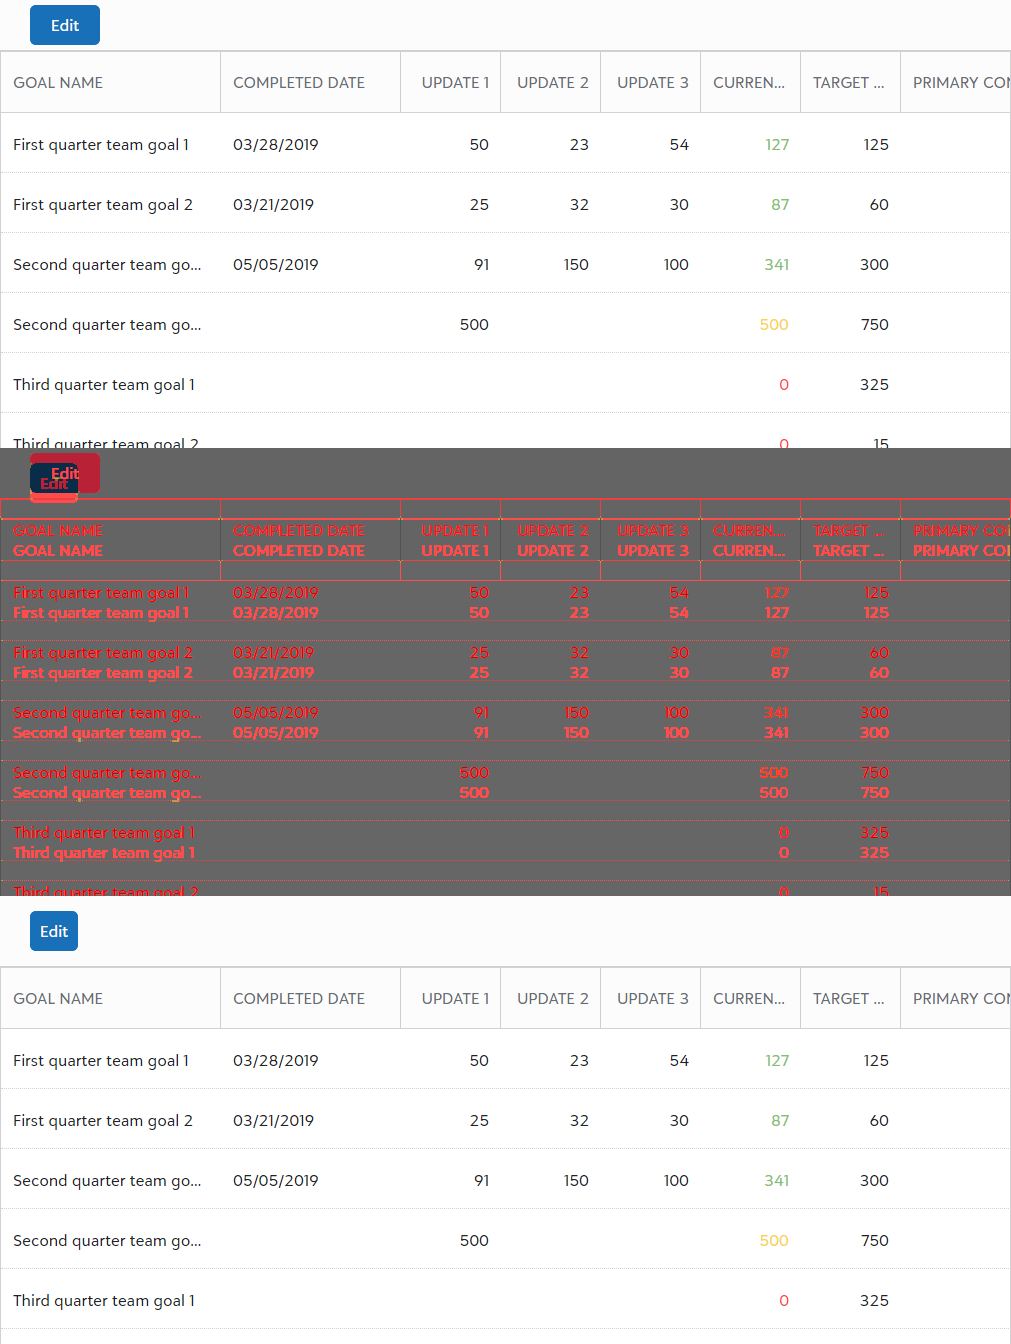 Edit
GOAL NAME COMPLETED DATE UPDATE 1 UPDATE 2 UPDATE 3 CURREN... TARGET ... PRIMARY CON
First quarter team goal 1 03/28/2019 50 23 54 127 125
First quarter team goal 2 03/21/2019 25 32 30 87 60
Second quarter team go... 05/05/2019 91 150 100 341 300
Second quarter team go... 500 500 750
Third quarter team goal 1 0 325
Third quarter team goal 2 0 15
Edit
Edit
GOAL NAME COMPLETED DATE UPDATE 1 UPDATE 2 UPDATE 3 CURREN... TARGET ... PRIMARY CON
GOAL NAME COMPLETED DATE UPDATE 1 UPDATE 2 UPDATE 3 CURREN... TARGET ... PRIMARY CON
First quarter team goal 1 03/28/2019 50 23 54 127 125
First quarter team goal 1 03/28/2019 50 23 54 127 125
First quarter team goal 2 03/21/2019 25 32 30 87 60
First quarter team goal 2 03/21/2019 25 32 30 87 60
Second quarter team go... 05/05/2019 91 150 100 341 300
Second quarter team go... 05/05/2019 91 150 100 341 300
Second quarter team go... 500 500 750
Second quarter team go... 500 500 750
Third quarter team goal 1 0 325
Third quarter team goal 1 0 325
Third quarter team goal 2 0 15
Edit
GOAL NAME COMPLETED DATE UPDATE 1 UPDATE 2 UPDATE 3 CURREN... TARGET ... PRIMARY CON
First quarter team goal 1 03/28/2019 50 23 54 127 125
First quarter team goal 2 03/21/2019 25 32 30 87 60
Second quarter team go... 05/05/2019 91 150 100 341 300
Second quarter team go... 500 500 750
Third quarter team goal 1 0 325